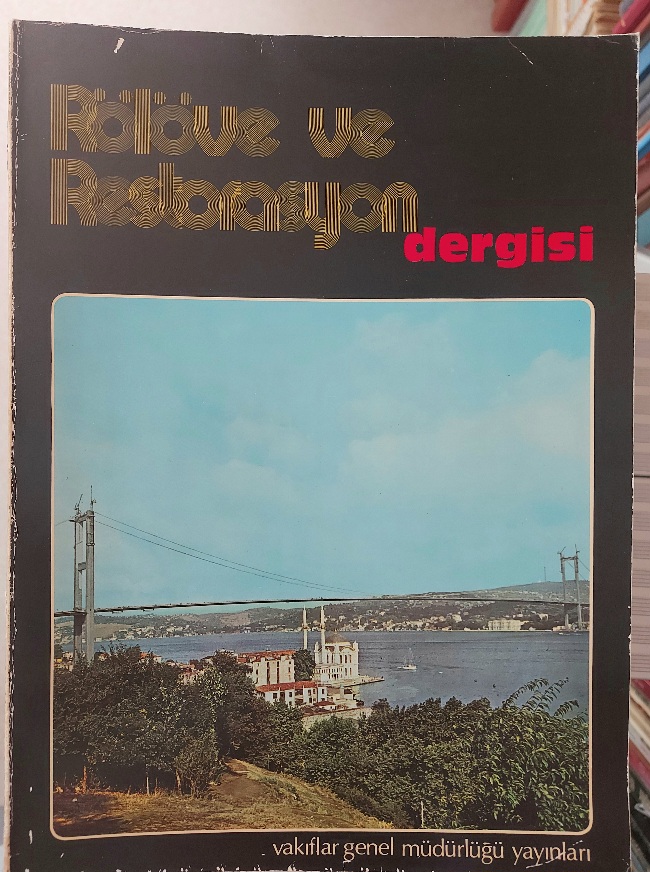 Rölöve ve
Restorasyon
dergisi
vakıflar genel müdürlüğü yayınları